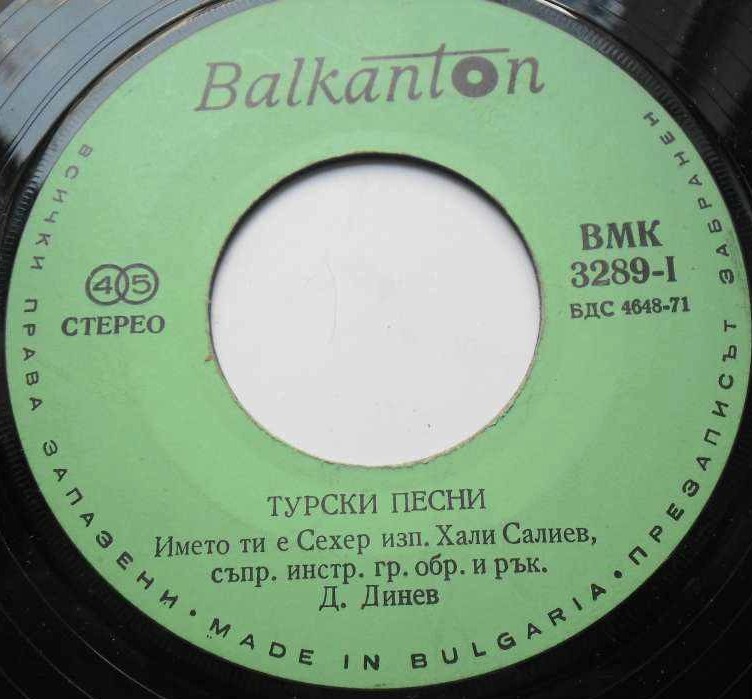 Balkanton
45
СТЕРЕО
ВМК
3289-I
БДС 4648-71
ТУРСКИ ПЕСНИ
Името ти е Сехер изп. Хали Салиев,
съпр. инстр. гр. обр. и рък.
Д. Динев
ВСИЧКИ ПРАВА ЗАПАЗЕНИ • MADE IN BULGARIA • ПРЕЗАПИСЪТ ЗАБРАНЕН